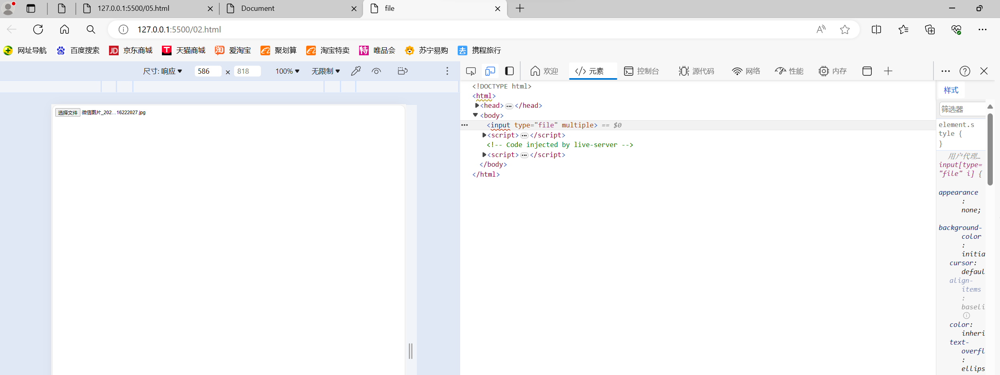 127.0.0.1:5500/05.html
Document
file
127.0.0.1:5500/02.html
A))
网址导航 百度搜索 JD 京东商城 T 天猫商城 淘 爱淘宝 聚划算 淘宝特卖 特 唯品会 苏宁易购 去 携程旅行
尺寸: 响应 586 × 818 100% 无限制
欢迎 元素 控制台 源代码 网络 性能 内存
选择文件 微信图片_202...16222027.jpg
<!DOCTYPE html>
<html>
<head> ••• </head>
<body>
••• <input type="file" multiple> == $0
<script> ••• </script>
<!-- Code injected by live-server -->
<script> ••• </script>
</body>
</html>
样式
筛选器
element.s
tyle {
}
用户代理…
input[type=
"file" i] {
appearance
:
none;
background-
color
:
initia
cursor:
defaul
align-
items
:
baseli
color:
inheri
text-
overfl
:
ellips